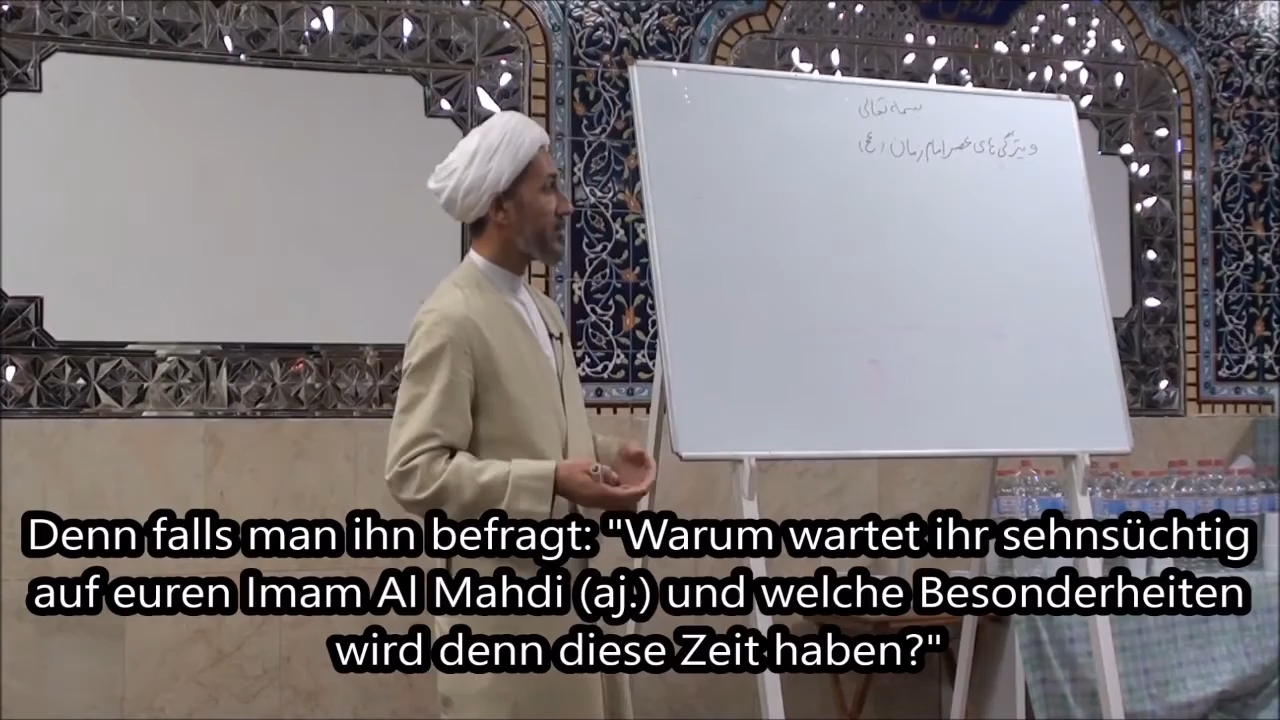 بسمه تعالی
ویژگی های عصر امام زمان (عج)
Denn falls man ihn befragt: "Warum wartet ihr sehnsüchtig
auf euren Imam Al Mahdi (aj.) und welche Besonderheiten
wird denn diese Zeit haben?"